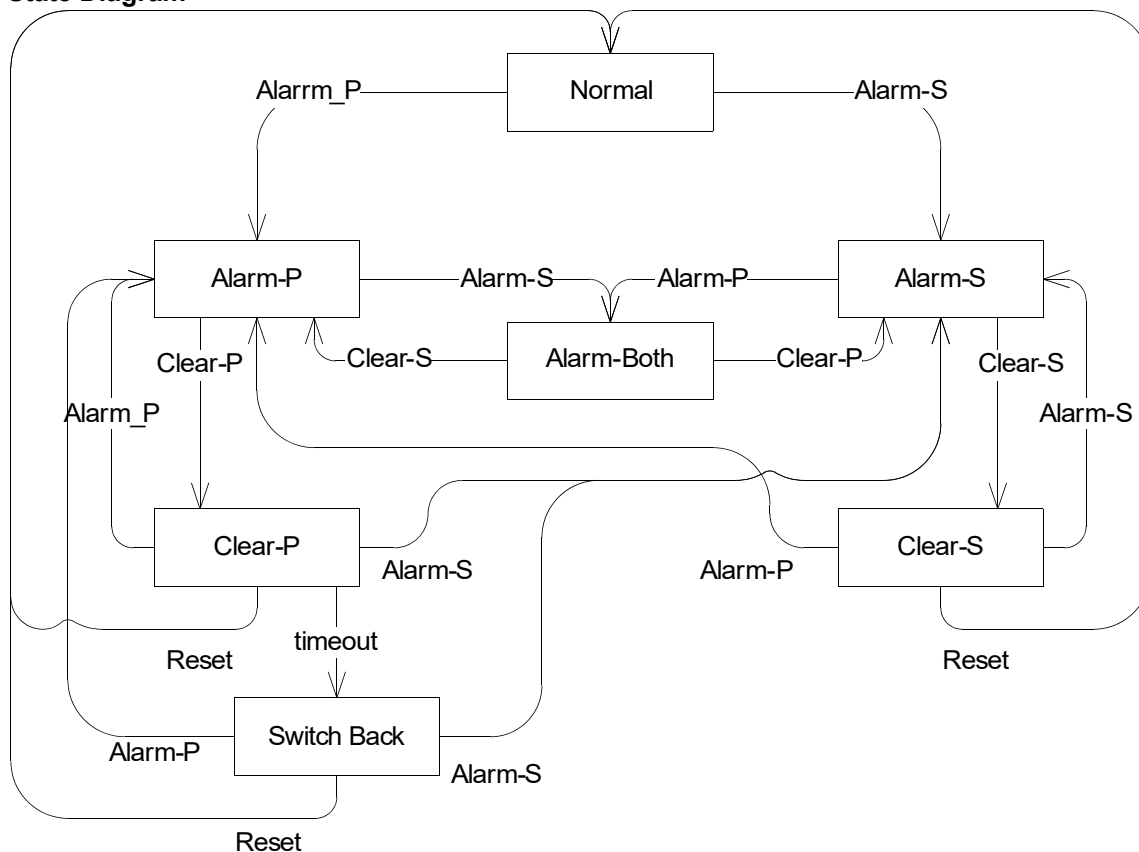 State Diagram
Normal
Alarrm_P
Alarm-S
Alarm-P
Alarm-S
Alarm-P
Alarm-S
Clear-P
Clear-S
Alarm-Both
Clear-P
Clear-S
Alarm_P
Alarm-S
Clear-P
Alarm-S
Alarm-P
Clear-S
Reset
timeout
Reset
Alarm-P
Switch Back
Alarm-S
Reset